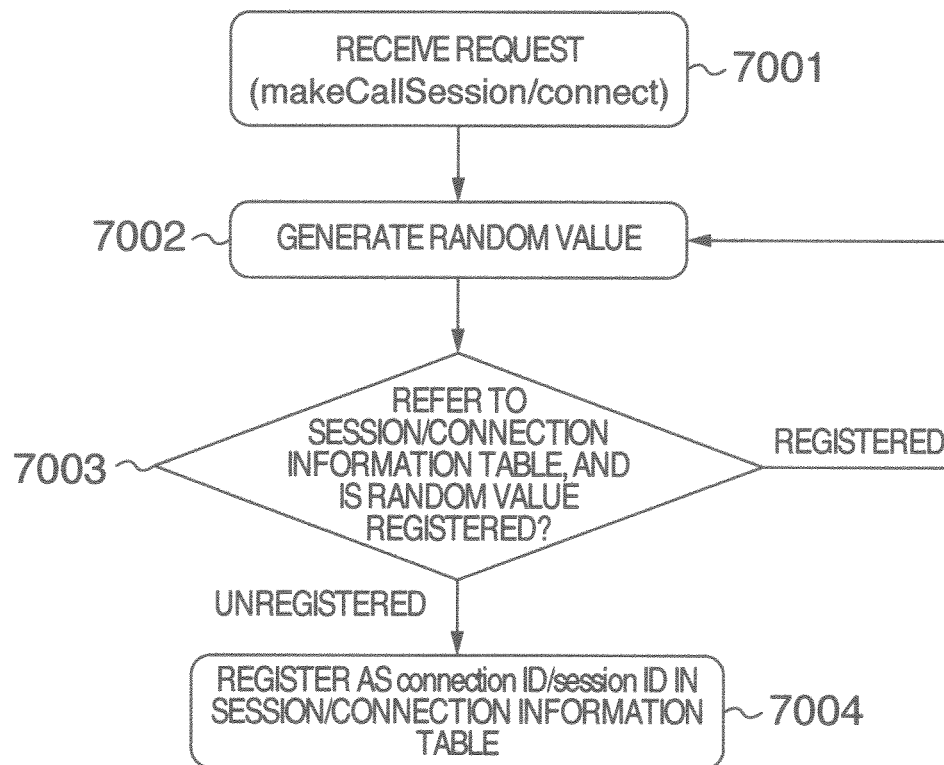 RECEIVE REQUEST
(makeCallSession/connect)
7001
7002
GENERATE RANDOM VALUE
REFER TO
SESSION/CONNECTION
INFORMATION TABLE, AND
IS RANDOM VALUE
REGISTERED?
7003
REGISTERED
UNREGISTERED
REGISTER AS connection ID/session ID IN
SESSION/CONNECTION INFORMATION
TABLE
7004